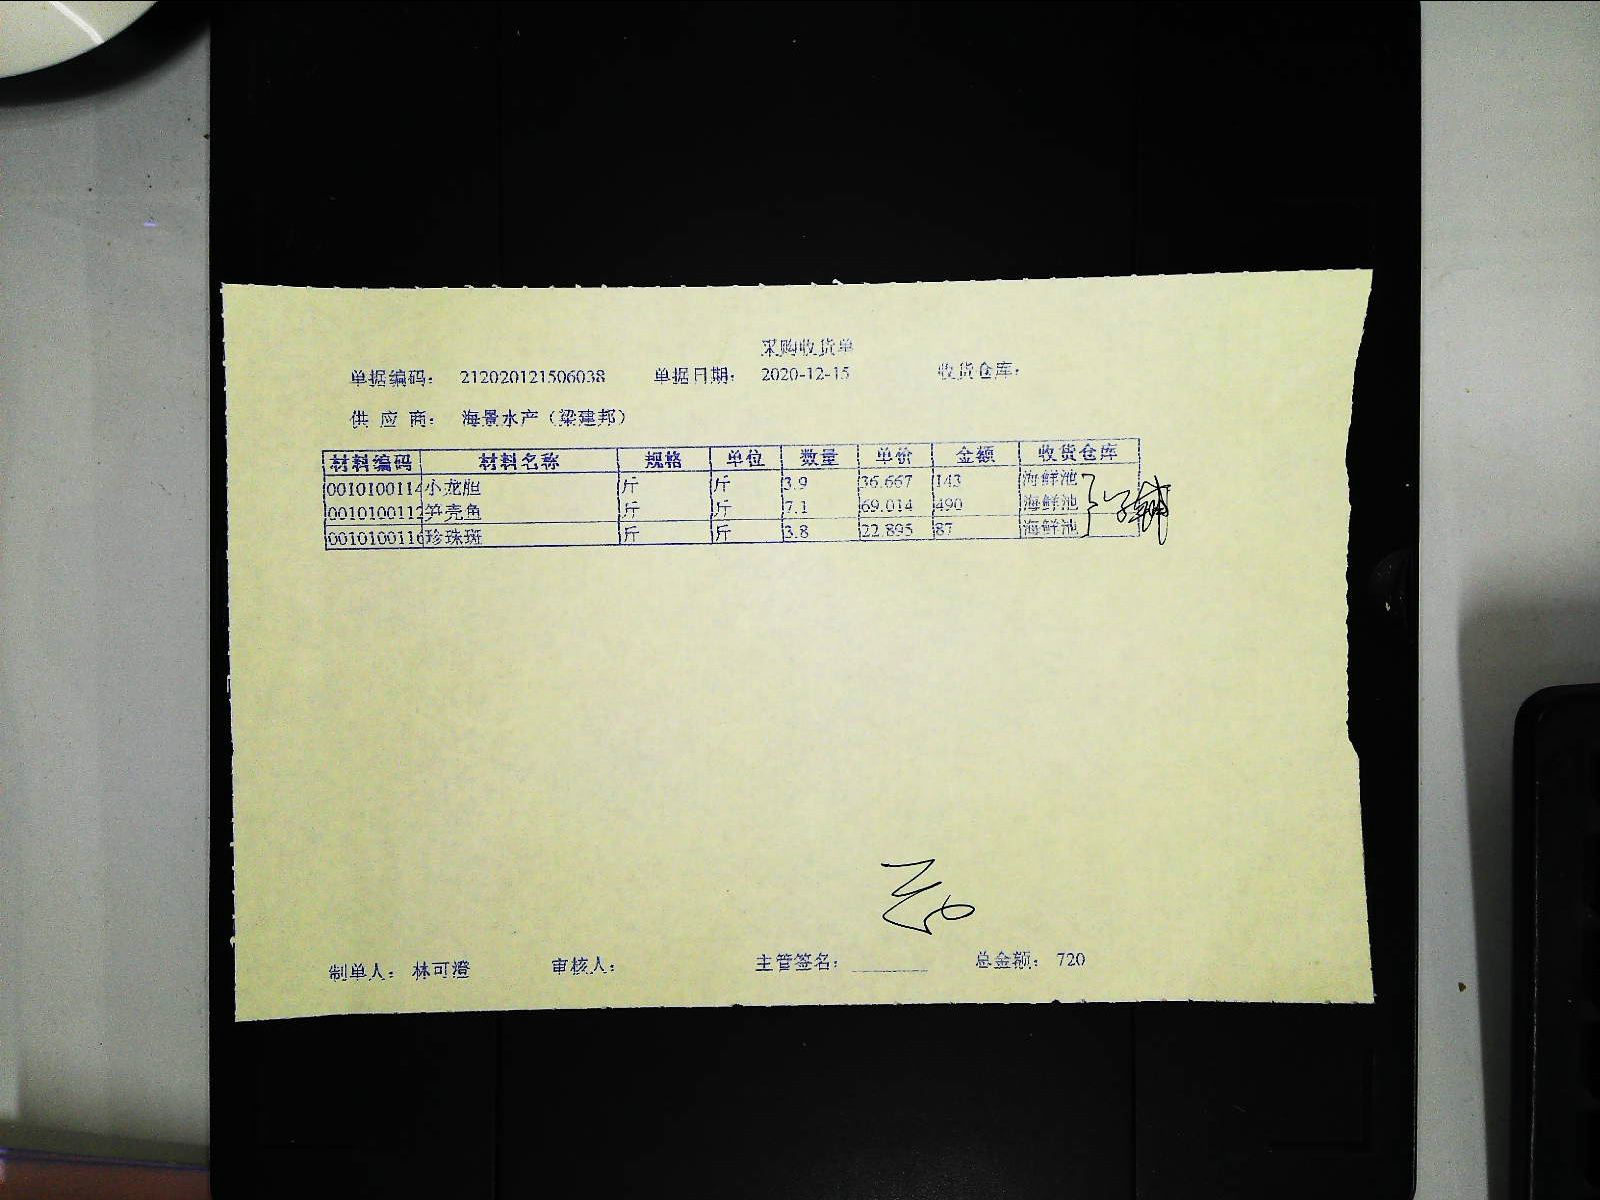 采购收货单
单据编码： 212020121506038 单据日期： 2020-12-15 收货仓库：
供 应 商： 海景水产（梁建邦）
材料编码 材料名称 规格 单位 数量 单价 金额 收货仓库
0010100114 小龙胆 斤 斤 3.9 36.667 143 海鲜池
0010100112 笋壳鱼 斤 斤 7.1 69.014 490 海鲜池
0010100116 珍珠斑 斤 斤 3.8 22.895 87 海鲜池
制单人： 林可澄 审核人： 主管签名： 总金额： 720